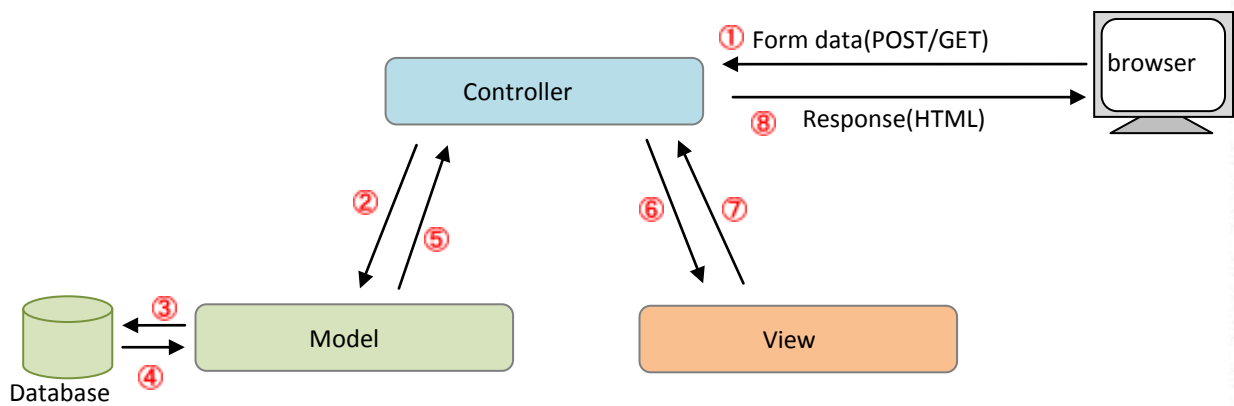 ① Form data(POST/GET)
browser
Controller
⑧ Response(HTML)
②
⑤
⑥
⑦
③
Model
View
④
Database